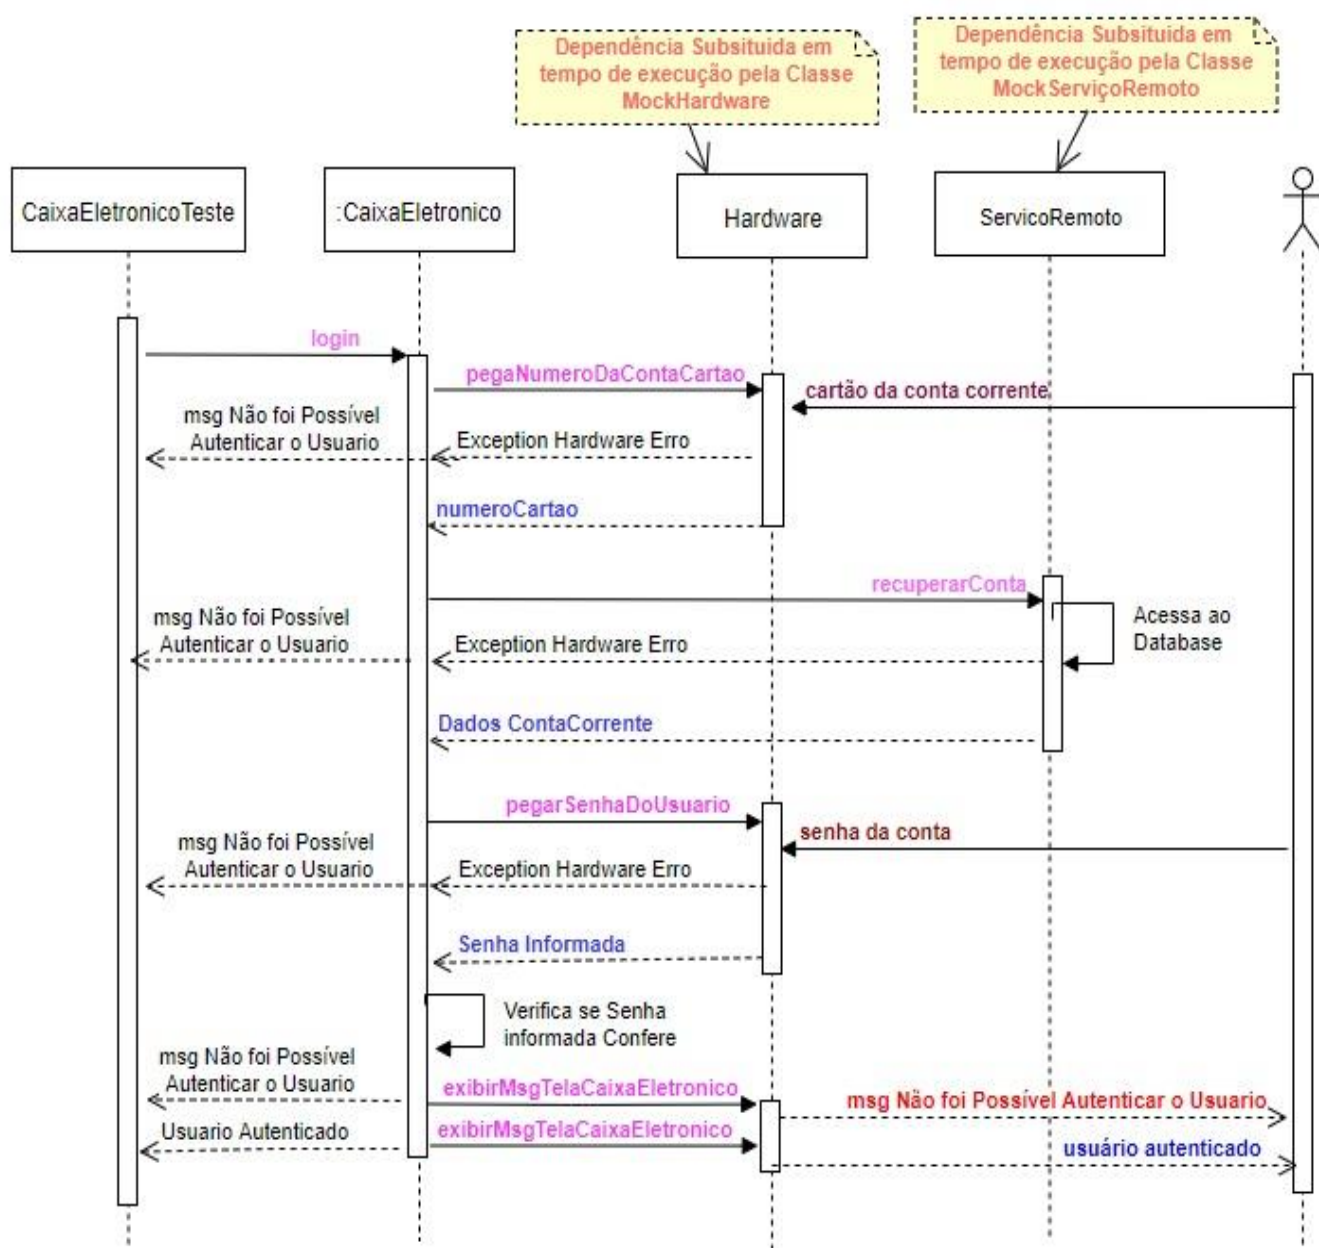 Dependência Subsituida em
tempo de execução pela Classe
MockHardware
Dependência Subsituida em
tempo de execução pela Classe
MockServiçoRemoto
CaixaEletronicoTeste
:CaixaEletronico
Hardware
ServicoRemoto
login
pegaNumeroDaContaCartao
cartão da conta corrente
msg Não foi Possível
Autenticar o Usuario
Exception Hardware Erro
numeroCartao
recuperarConta
Acessa ao
Database
msg Não foi Possível
Autenticar o Usuario
Exception Hardware Erro
Dados ContaCorrente
pegarSenhaDoUsuario
senha da conta
msg Não foi Possível
Autenticar o Usuario
Exception Hardware Erro
Senha Informada
Verifica se Senha
informada Confere
msg Não foi Possível
Autenticar o Usuario
exibirMsgTelaCaixaEletronico
msg Não foi Possível Autenticar o Usuario
Usuario Autenticado
exibirMsgTelaCaixaEletronico
usuário autenticado